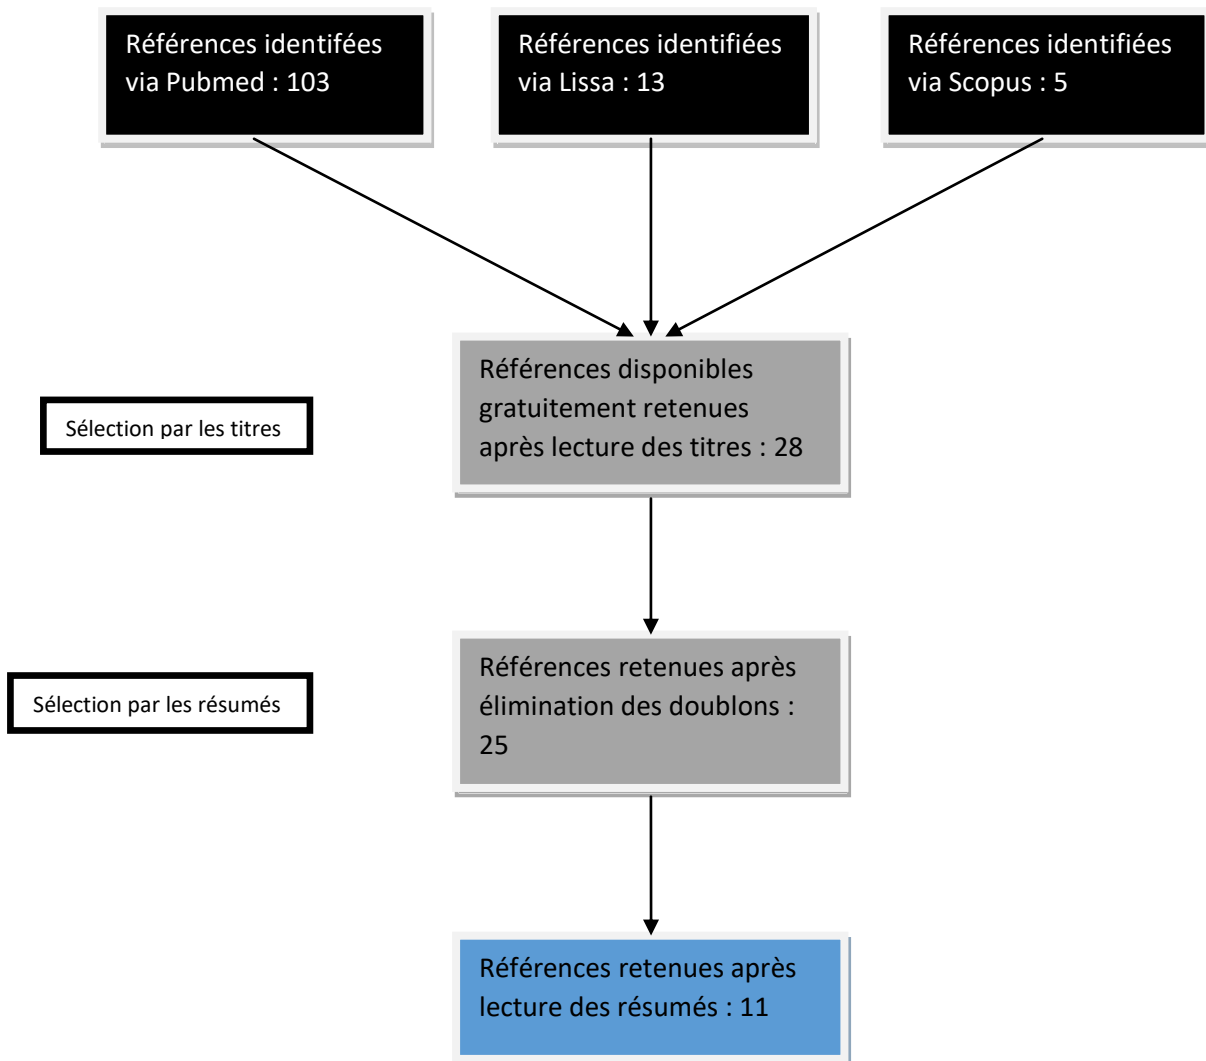 Références identifées
via Pubmed : 103
Références identifiées
via Lissa : 13
Références identifiées
via Scopus : 5
Références disponibles
gratuitement retenues
après lecture des titres : 28
Sélection par les titres
Références retenues après
élimination des doublons :
25
Sélection par les résumés
Références retenues après
lecture des résumés : 11